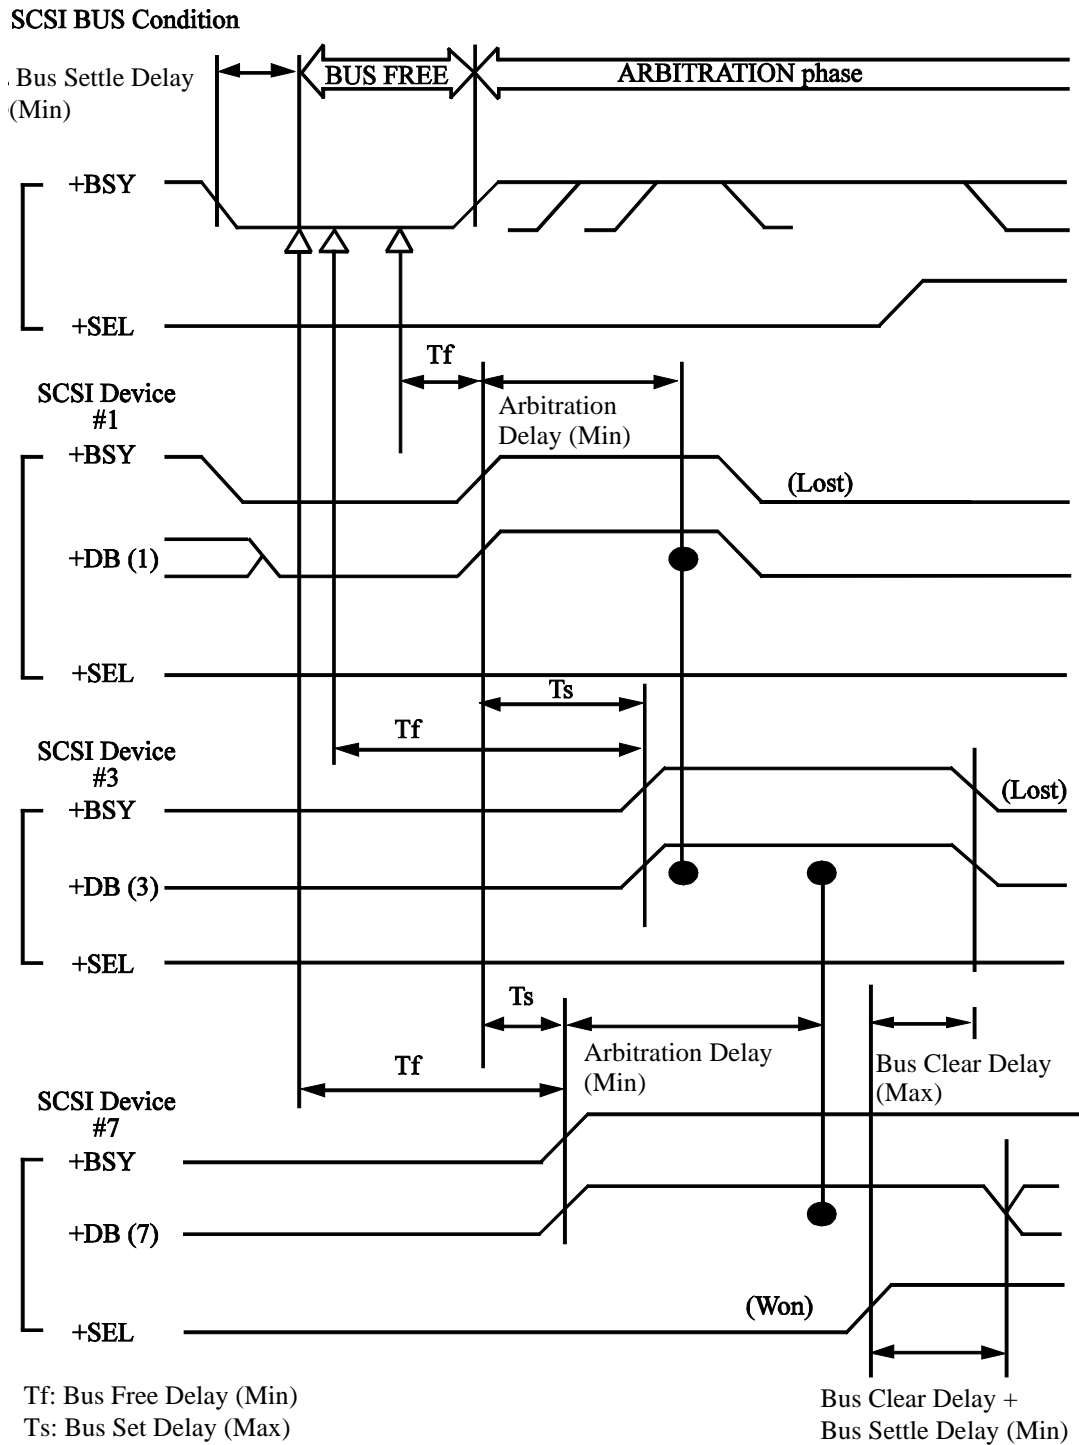 SCSI BUS Condition
. Bus Settle Delay
(Min)
BUS FREE
ARBITRATION phase
+BSY
+SEL
Tf
SCSI Device
#1
Arbitration
Delay (Min)
+BSY
(Lost)
+DB (1)
+SEL
Ts
Tf
SCSI Device
#3
+BSY
(Lost)
+DB (3)
+SEL
Ts
Arbitration Delay
(Min)
Bus Clear Delay
(Max)
Tf
SCSI Device
#7
+BSY
+DB (7)
(Won)
+SEL
Tf: Bus Free Delay (Min)
Ts: Bus Set Delay (Max)
Bus Clear Delay +
Bus Settle Delay (Min)